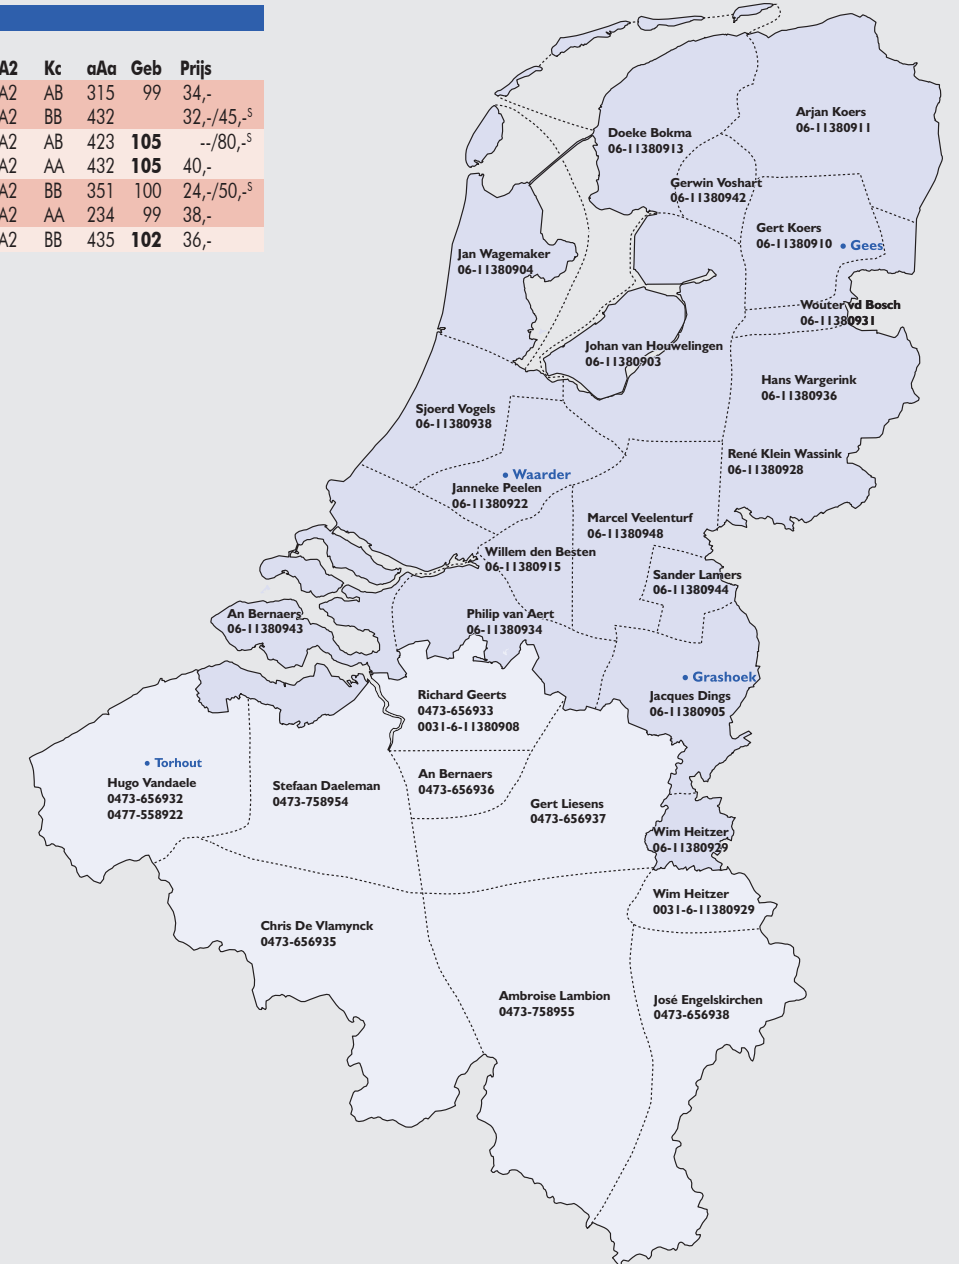 A2 Kc aAa Geb Prijs
A2 AB 315 99 34,-
A2 BB 432 32,-/45,-S
A2 AB 423 105 --/80,-S
A2 AA 432 105 40,-
A2 BB 351 100 24,-/50,-S
A2 AA 234 99 38,-
A2 BB 435 102 36,-
Arjan Koers
06-11380911
Doeke Bokma
06-11380913
Gerwin Voshart
06-11380942
Gert Koers
06-11380910
• Gees
Jan Wagemaker
06-11380904
Wouter vd Bosch
06-11380931
Johan van Houwelingen
06-11380903
Hans Wargerink
06-11380936
Sjoerd Vogels
06-11380938
René Klein Wassink
06-11380928
• Waarder
Janneke Peelen
06-11380922
Marcel Veelenturf
06-11380948
Willem den Besten
06-11380915
Sander Lamers
06-11380944
An Bernaers
06-11380943
Philip van Aert
06-11380934
• Grashoek
Jacques Dings
06-11380905
Richard Geerts
0473-656933
0031-6-11380908
• Torhout
Hugo Vandaele
0473-656932
0477-558922
Stefaan Daeleman
0473-758954
An Bernaers
0473-656936
Gert Liesens
0473-656937
Wim Heitzer
06-11380929
Wim Heitzer
0031-6-11380929
Chris De Vlamynck
0473-656935
Ambroise Lambion
0473-758955
José Engelskirchen
0473-656938